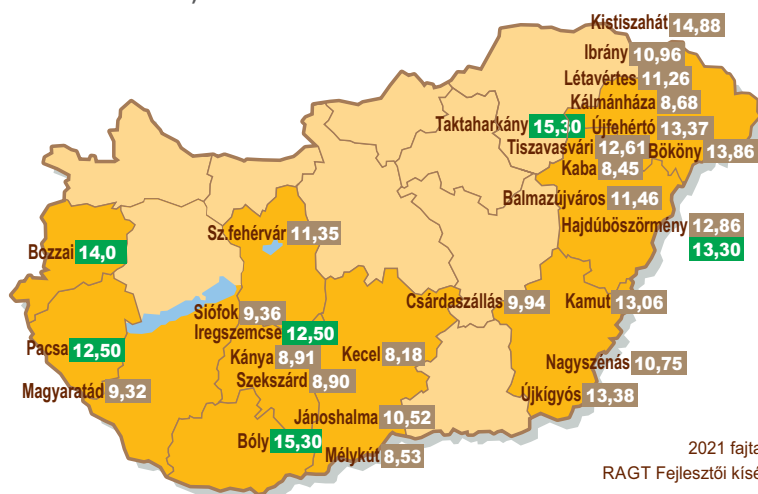 Kistiszahát 14,88
Ibrány 10,96
Létavértes 11,26
Kálmánháza 8,68
Taktaharkány 15,30
Újfehértó 13,37
Tiszavasvári 12,61
Bököny 13,86
Kaba 8,45
Balmazújváros 11,46
Hajdúböszörmény 12,86
13,30
Sz.fehérvár 11,35
Bozzai 14,0
Csárdaszállás 9,94
Kamut 13,06
Siófok 9,36
Iregszemcse 12,50
Pacsa 12,50
Kánya 8,91
Kecel 8,18
Nagyszénás 10,75
Szekszárd 8,90
Magyaratád 9,32
Újkígyós 13,38
Jánoshalma 10,52
Bóly 15,30
Mélykút 8,53
2021 fajta
RAGT Fejlesztői kísé